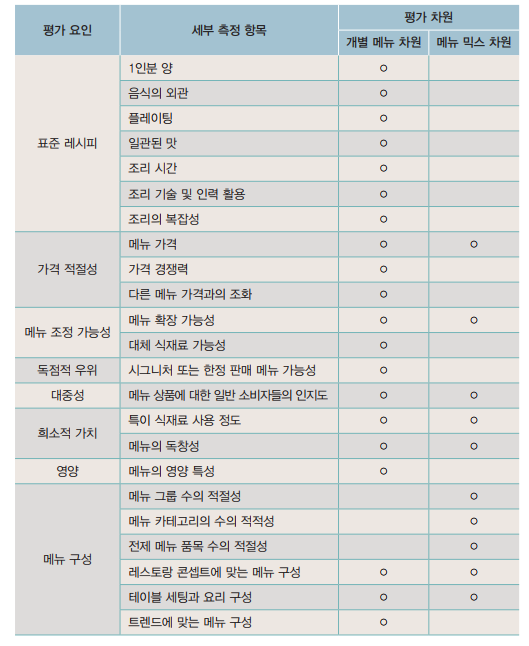 평가 요인 세부 측정 항목 평가 차원
개별 메뉴 차원 메뉴 믹스 차원
표준 레시피 1인분 양 ○
음식의 외관 ○
플레이팅 ○
일관된 맛 ○
조리 시간 ○
조리 기술 및 인력 활용 ○
조리의 복잡성 ○
가격 적절성 메뉴 가격 ○ ○
가격 경쟁력 ○
다른 메뉴 가격과의 조화 ○
메뉴 조정 가능성 메뉴 확장 가능성 ○ ○
대체 식재료 가능성 ○
독점적 우위 시그니처 또는 한정 판매 메뉴 가능성 ○
대중성 메뉴 상품에 대한 일반 소비자들의 인지도 ○ ○
희소적 가치 특이 식재료 사용 정도 ○ ○
메뉴의 독창성 ○ ○
영양 메뉴의 영양 특성 ○
메뉴 구성 메뉴 그룹 수의 적절성 ○
메뉴 카테고리의 수의 적적성 ○
전제 메뉴 품목 수의 적절성 ○
레스토랑 콘셉트에 맞는 메뉴 구성 ○ ○
테이블 세팅과 요리 구성 ○ ○
트렌드에 맞는 메뉴 구성 ○